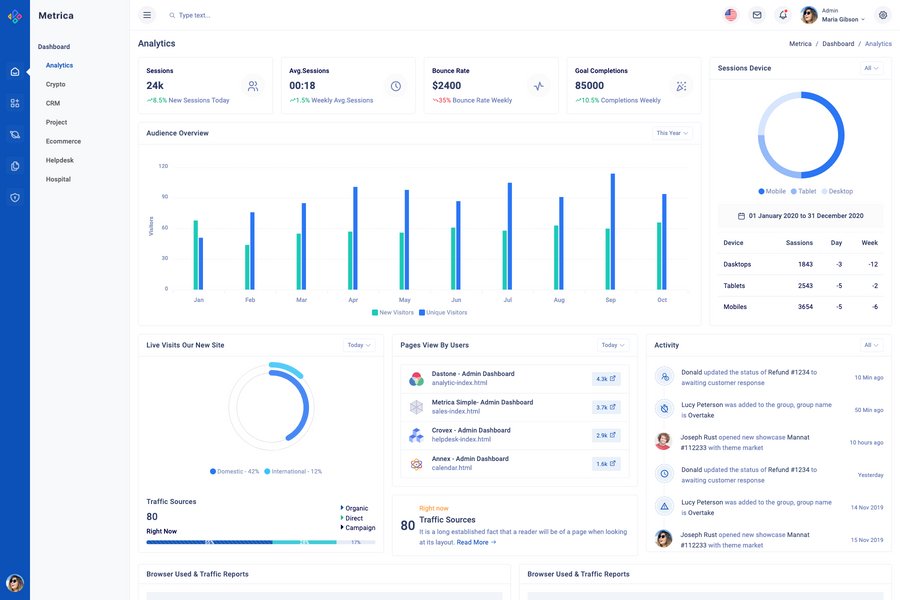 Metrica
Type text...
Admin
Maria Gibson
Dashboard
Analytics
Crypto
CRM
Project
Ecommerce
Helpdesk
Hospital
Analytics
Metrica / Dashboard / Analytics
Sessions
24k
8.5% New Sessions Today
Avg.Sessions
00:18
1.5% Weekly Avg.Sessions
Bounce Rate
$2400
35% Bounce Rate Weekly
Goal Completions
85000
10.5% Completions Weekly
Sessions Device
All
Mobile Tablet Desktop
01 January 2020 to 31 December 2020
Device Sassions Day Week
Dasktops 1843 -3 -12
Tablets 2543 -5 -2
Mobiles 3654 -5 -6
Audience Overview
This Year
Visitors
120
90
60
30
0
Jan Feb Mar Apr May Jun Jul Aug Sep Oct
New Visitors Unique Visitors
Live Visits Our New Site
Today
Domestic - 42% International - 12%
Traffic Sources
80
Right Now
Organic
Direct
Campaign
17%
Pages View By Users
Today
Dastone - Admin Dashboard
analytic-index.html
4.3k
Metrica Simple- Admin Dashboard
sales-index.html
3.7k
Crovex - Admin Dashboard
helpdesk-index.html
2.9k
Annex - Admin Dashboard
calendar.html
1.6k
80
Right now
Traffic Sources
It is a long established fact that a reader will be of a page when looking
at its layout. Read More →
Activity
All
Donald updated the status of Refund #1234 to
awaiting customer response
10 Min ago
Lucy Peterson was added to the group, group name
is Overtake
50 Min ago
Joseph Rust opened new showcase Mannat
#112233 with theme market
10 hours ago
Donald updated the status of Refund #1234 to
awaiting customer response
Yesterday
Lucy Peterson was added to the group, group name
is Overtake
14 Nov 2019
Joseph Rust opened new showcase Mannat
#112233 with theme market
15 Nov 2019
Browser Used & Traffic Reports
Browser Used & Traffic Reports